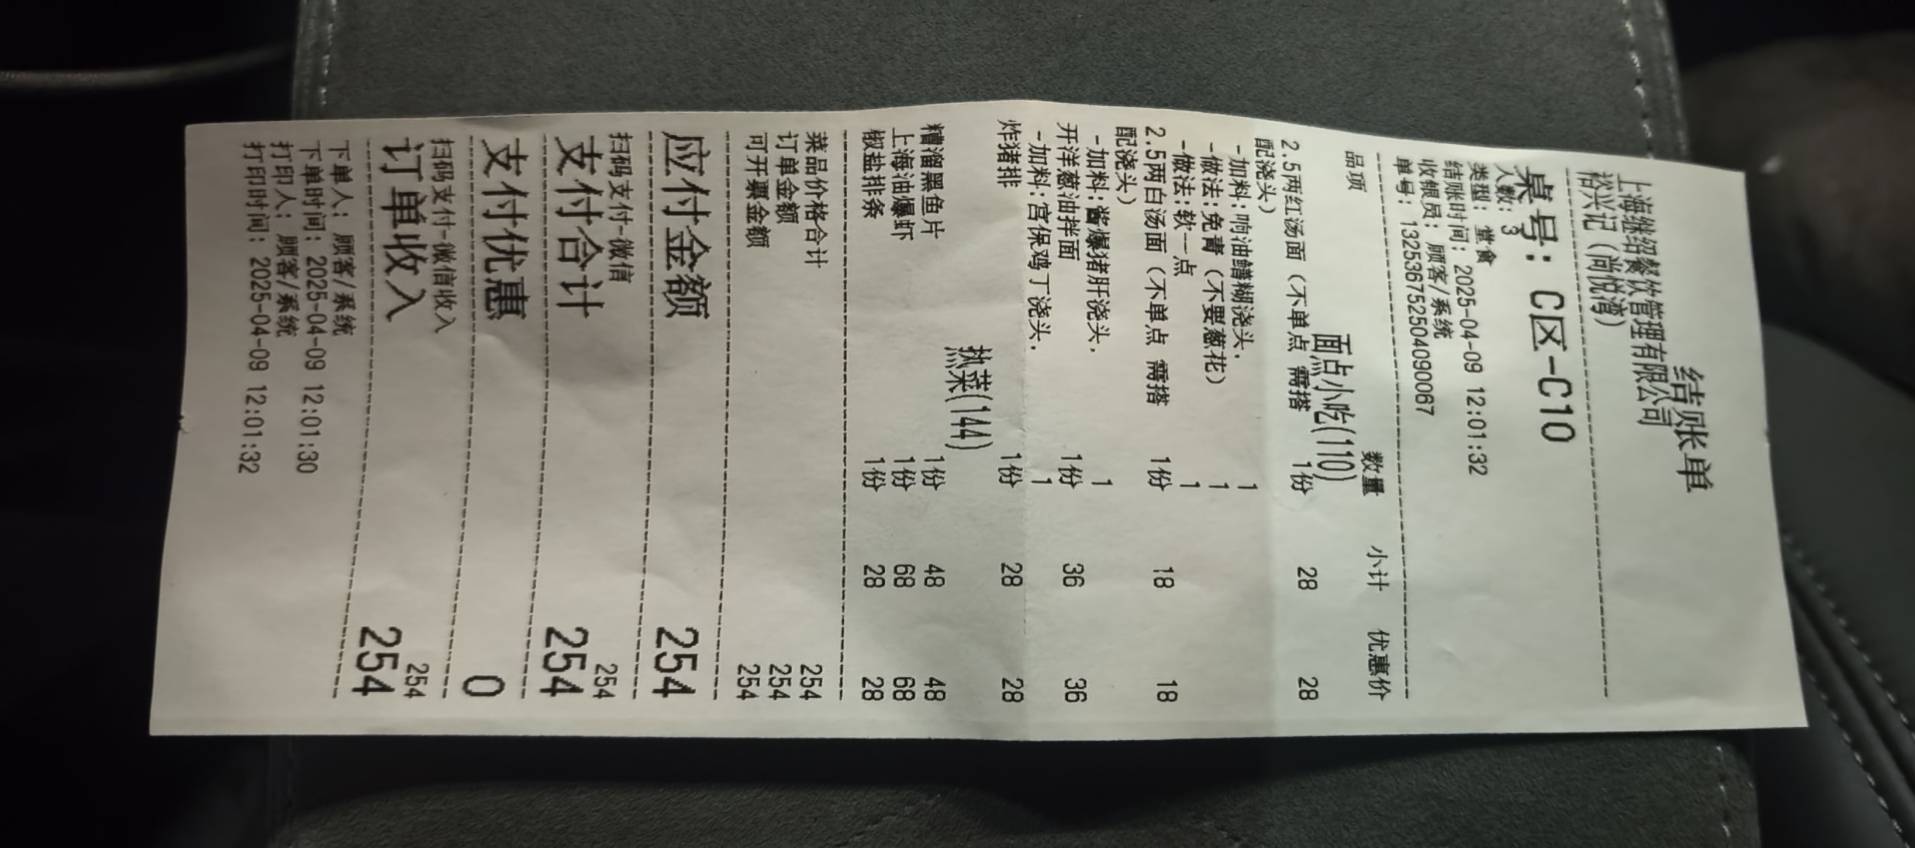 结账单
上海继绍餐饮管理有限公司
裕兴记（尚悦湾）
桌号：C区-C10
人数：3
类型：堂食
结账时间：2025-04-09 12:01:32
收银员：顾客/系统
单号：13253675250409​0067
品项 数量 小计 优惠价
面点小吃(110)
2.5两红汤面（不单点 需搭 1份 28 28
配浇头）
-加料：响油鳝糊浇头， 1
-做法：免青（不要葱花） 1
-做法：软一点 1
2.5两白汤面（不单点 需搭 1份 18 18
配浇头）
-加料：酱爆猪肝浇头， 1
开洋葱油拌面 1份 36 36
-加料：宫保鸡丁浇头， 1
炸猪排 1份 28 28
热菜(144)
糟溜黑鱼片 1份 48 48
上海油爆虾 1份 68 68
椒盐排条 1份 28 28
菜品价格合计 254
订单金额 254
可开票金额 254
应付金额 254
扫码支付-微信 254
支付合计 254
支付优惠 0
扫码支付-微信收入 254
订单收入 254
下单人：顾客/系统
下单时间：2025-04-09 12:01:30
打印人：顾客/系统
打印时间：2025-04-09 12:01:32